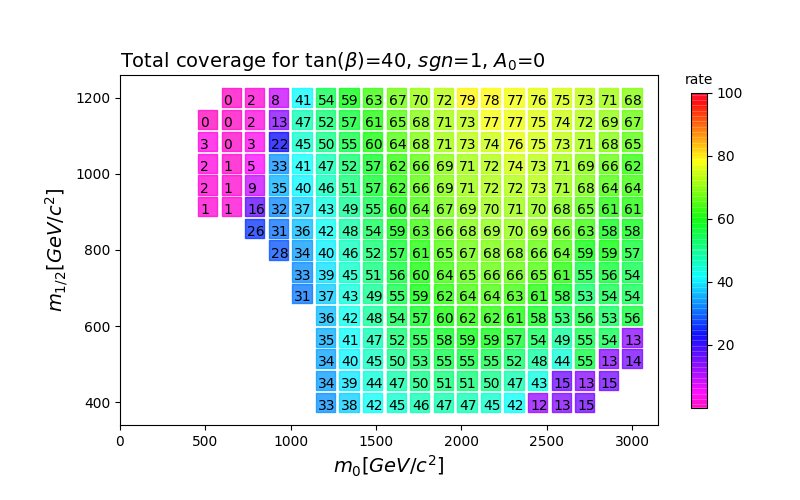 Total coverage for tan(β)=40, sgn=1, A₀=0
rate
1200 0 2 8 41 54 59 63 67 70 72 79 78 77 76 75 73 71 68 100
0 0 2 13 47 52 57 61 65 68 71 73 77 77 75 74 72 69 67
3 0 3 22 45 50 55 60 64 68 71 73 74 76 75 73 71 68 65
1000 2 1 5 33 41 47 52 57 62 66 69 71 72 74 73 71 69 66 62 80
2 1 9 35 40 46 51 57 62 66 69 71 72 72 73 71 68 64 64
1 1 16 32 37 43 49 55 60 64 67 69 70 71 70 68 65 61 61
26 31 36 42 48 54 59 63 66 68 69 70 69 66 63 58 58 60
800 28 34 40 46 52 57 61 65 67 68 68 66 64 59 59 57
33 39 45 51 56 60 64 65 66 66 65 61 55 56 54
31 37 43 49 55 59 62 64 64 63 61 58 53 54 54 40
600 36 42 48 54 57 60 62 62 61 58 53 56 53 56
35 41 47 52 55 58 59 59 57 54 49 55 54 13
34 40 45 50 53 55 55 55 52 48 44 55 13 14 20
34 39 44 47 50 51 51 50 47 43 15 13 15
400 33 38 42 45 46 47 47 45 42 12 13 15
0 500 1000 1500 2000 2500 3000
m₀[GeV/c²]
m₁/₂[GeV/c²]